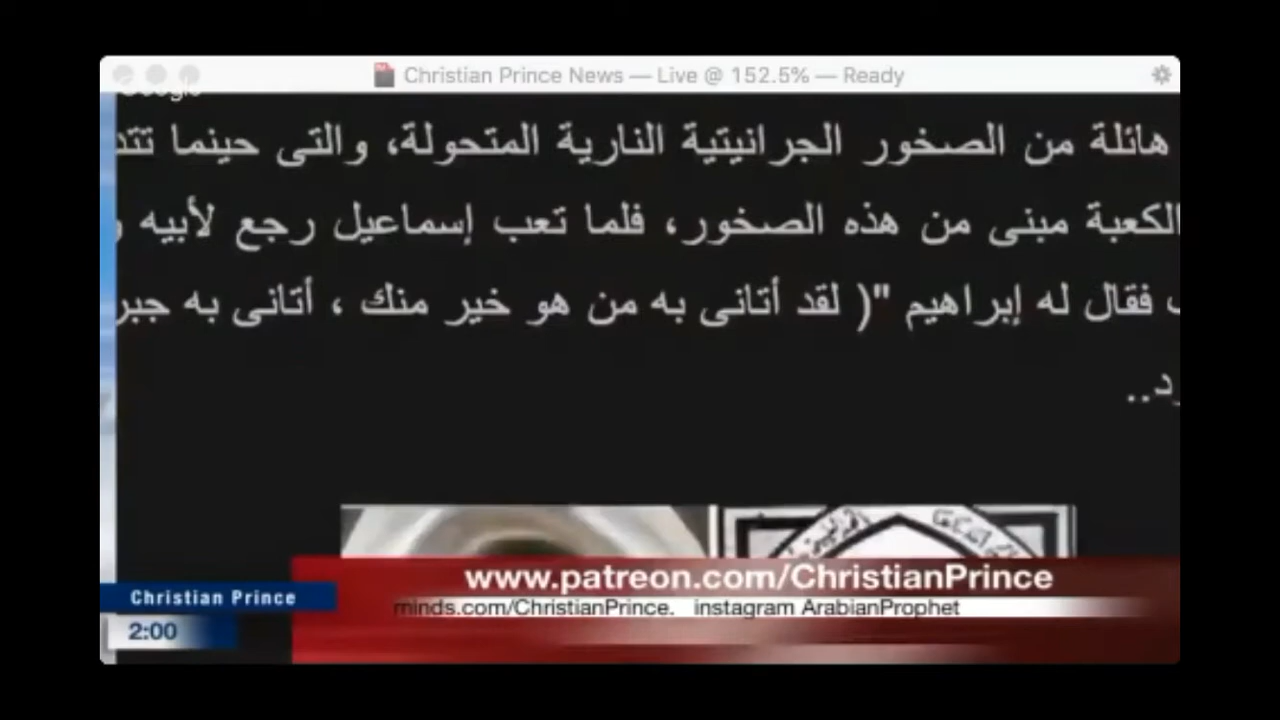 Christian Prince News — Live @ 152.5% — Ready
Google
هائلة من الصخور الجرانيتية النارية المتحولة، والتى حينما
الكعبة مبنى من هذه الصخور، فلما تعب إسماعيل رجع لأبيه
فقال له إبراهيم "( لقد أتانى به من هو خير منك ، أتانى به
www.patreon.com/ChristianPrince
Christian Prince
minds.com/ChristianPrince. instagram ArabianProphet
2:00